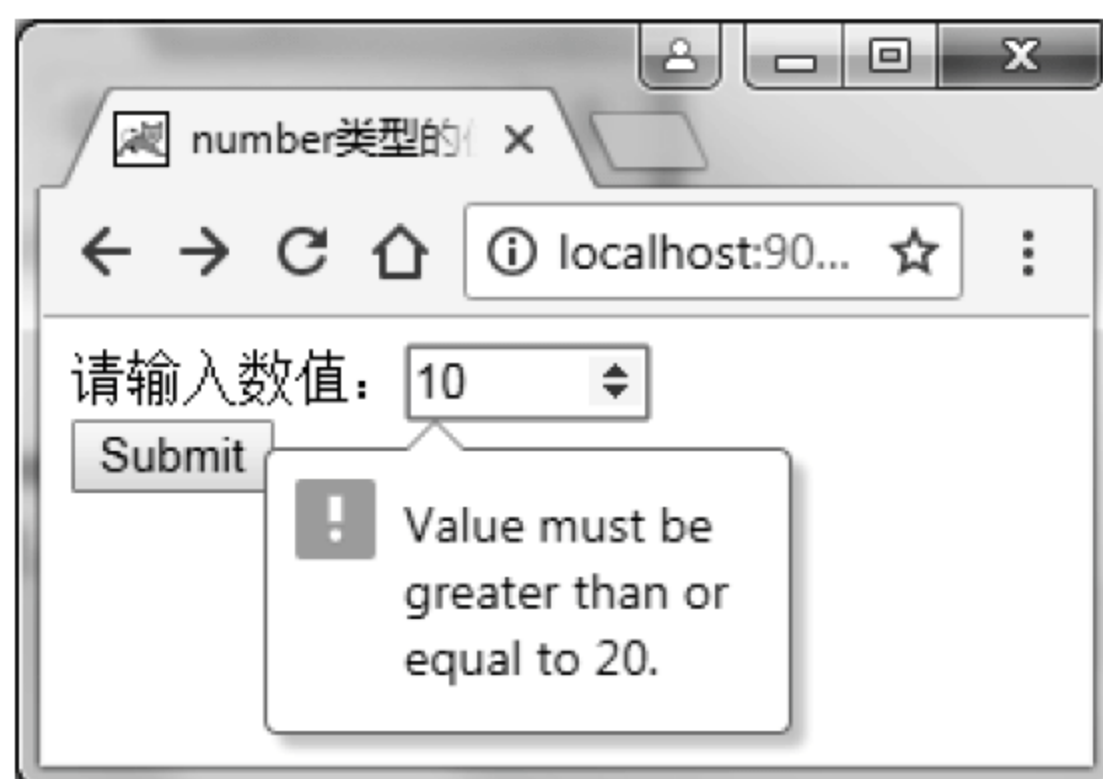 number类型的
localhost:90...
请输入数值：10
Submit
Value must be
greater than or
equal to 20.